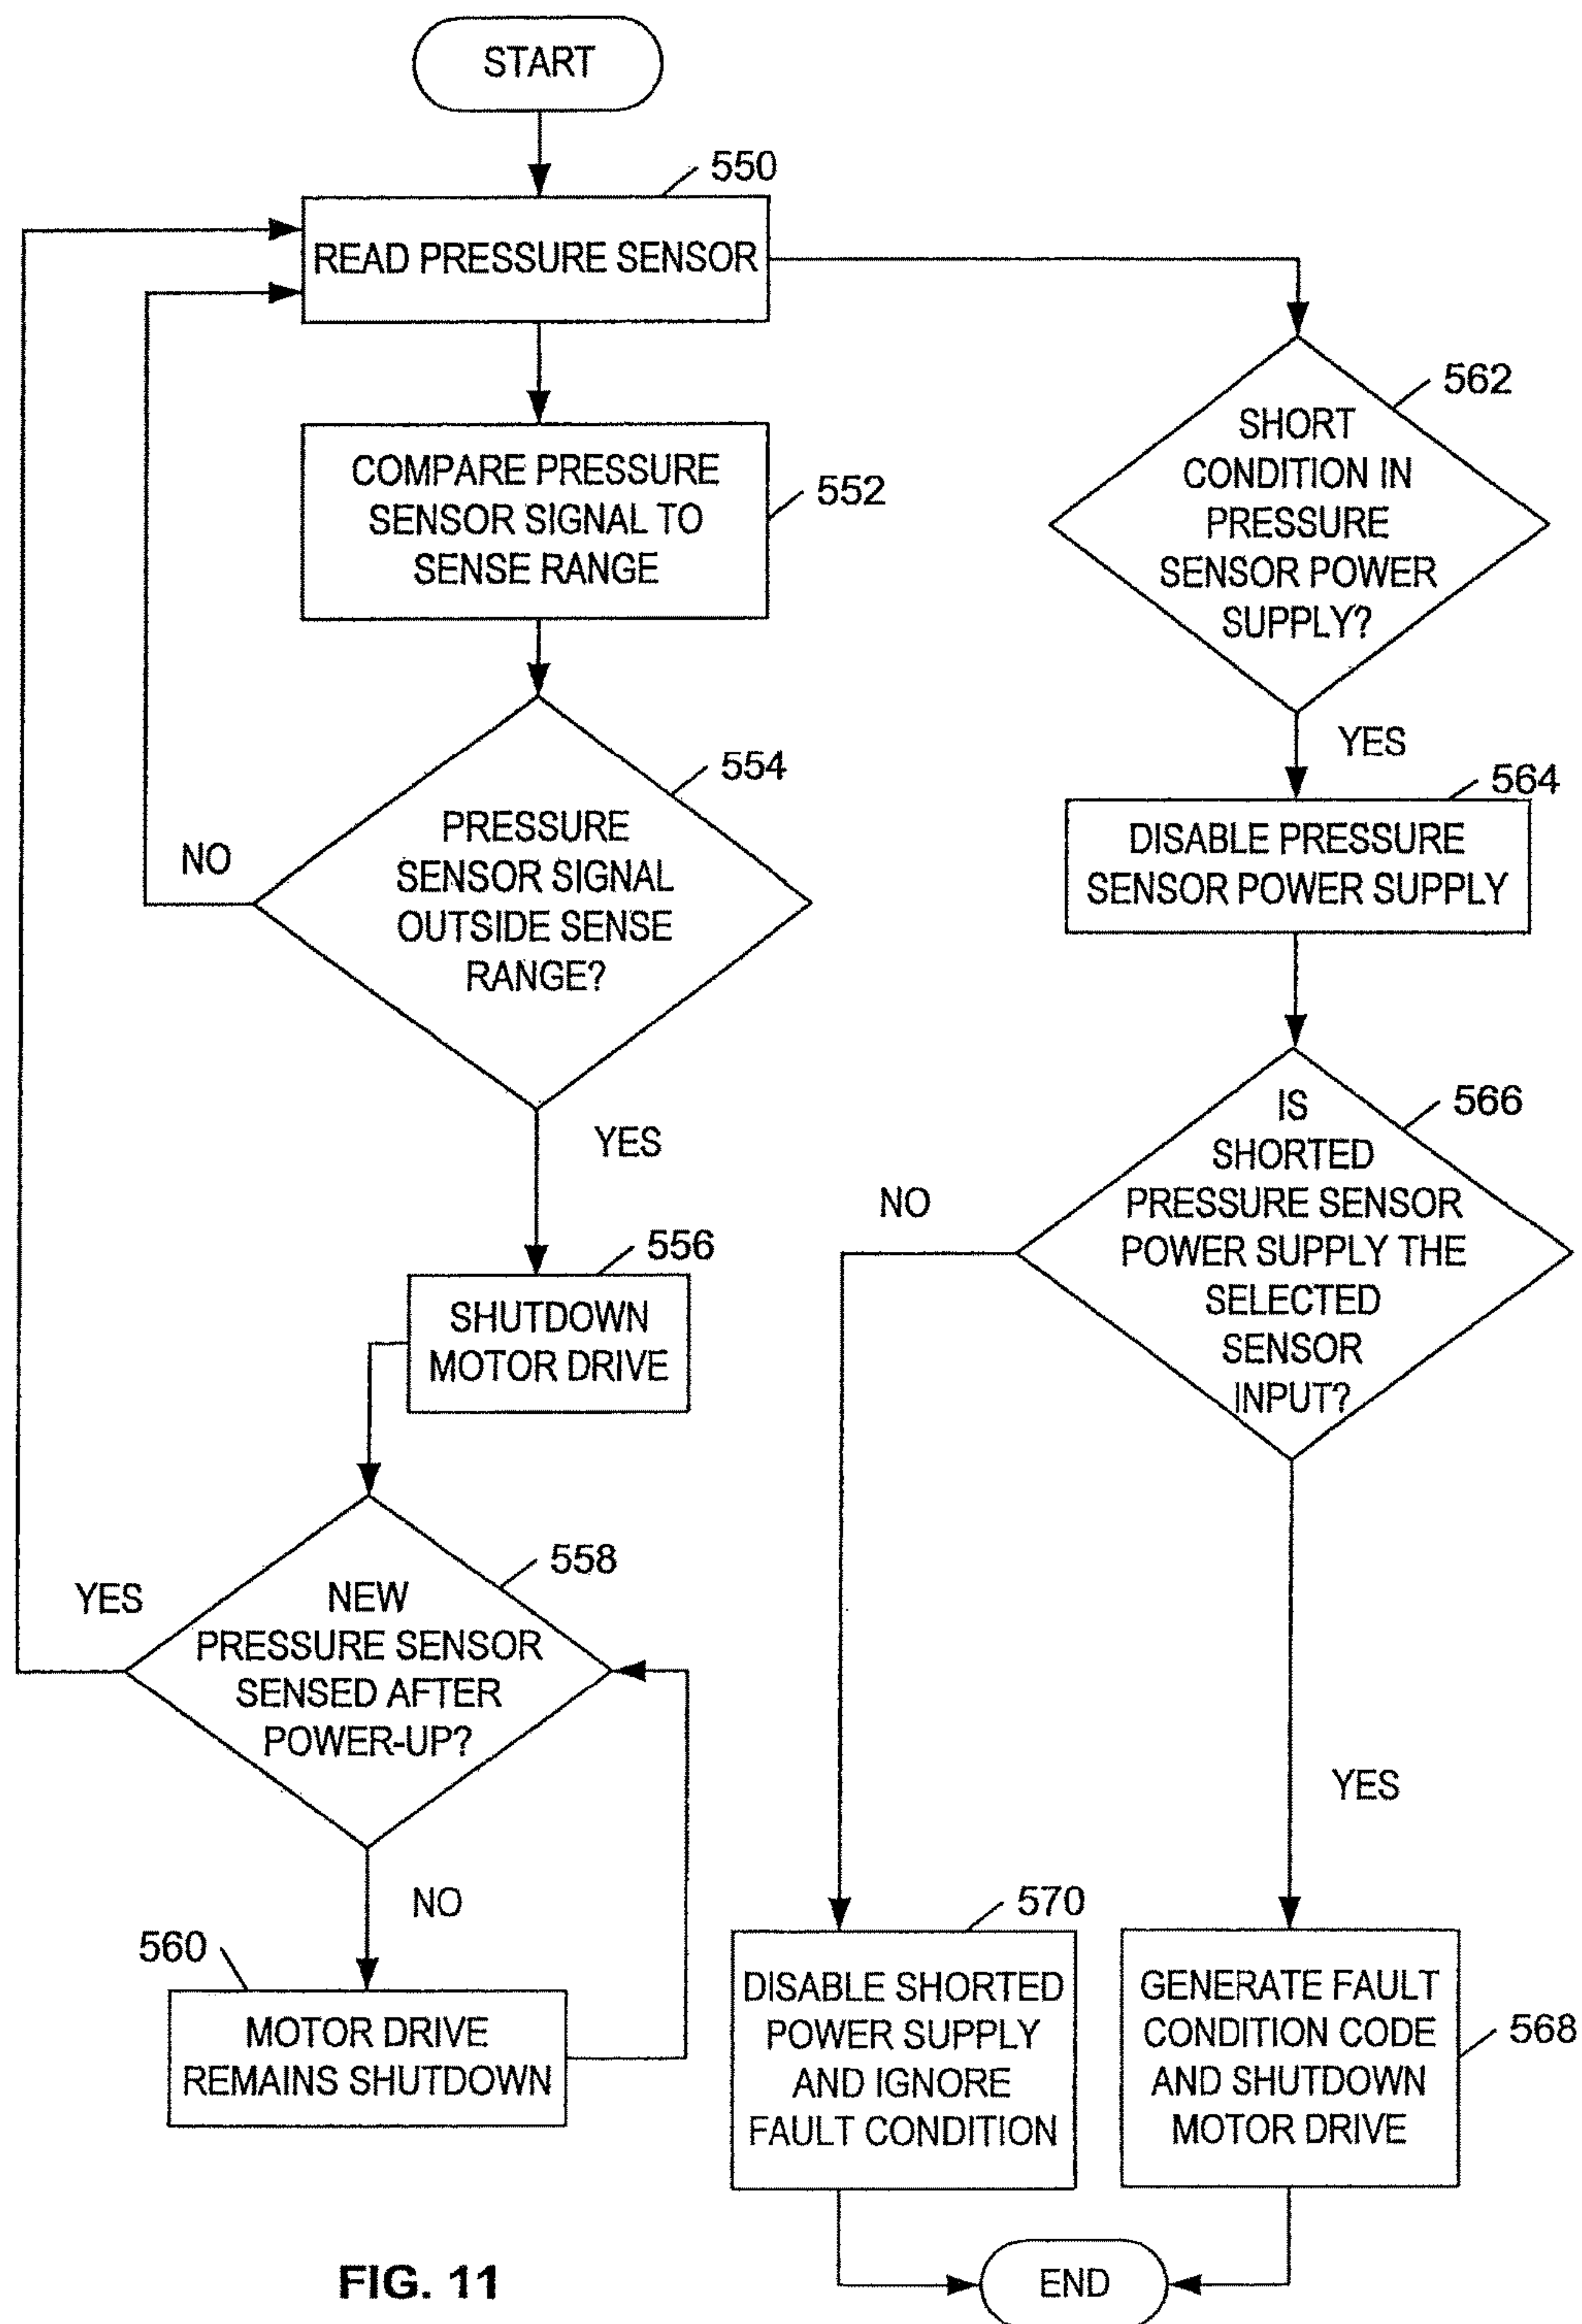 START
550
READ PRESSURE SENSOR
COMPARE PRESSURE
SENSOR SIGNAL TO
SENSE RANGE
552
554
PRESSURE
SENSOR SIGNAL
OUTSIDE SENSE
RANGE?
NO
YES
556
SHUTDOWN
MOTOR DRIVE
558
NEW
PRESSURE SENSOR
SENSED AFTER
POWER-UP?
YES
NO
560
MOTOR DRIVE
REMAINS SHUTDOWN
562
SHORT
CONDITION IN
PRESSURE
SENSOR POWER
SUPPLY?
YES
564
DISABLE PRESSURE
SENSOR POWER SUPPLY
566
IS
SHORTED
PRESSURE SENSOR
POWER SUPPLY THE
SELECTED
SENSOR
INPUT?
NO
YES
570
DISABLE SHORTED
POWER SUPPLY
AND IGNORE
FAULT CONDITION
GENERATE FAULT
CONDITION CODE
AND SHUTDOWN
MOTOR DRIVE
568
END
FIG. 11